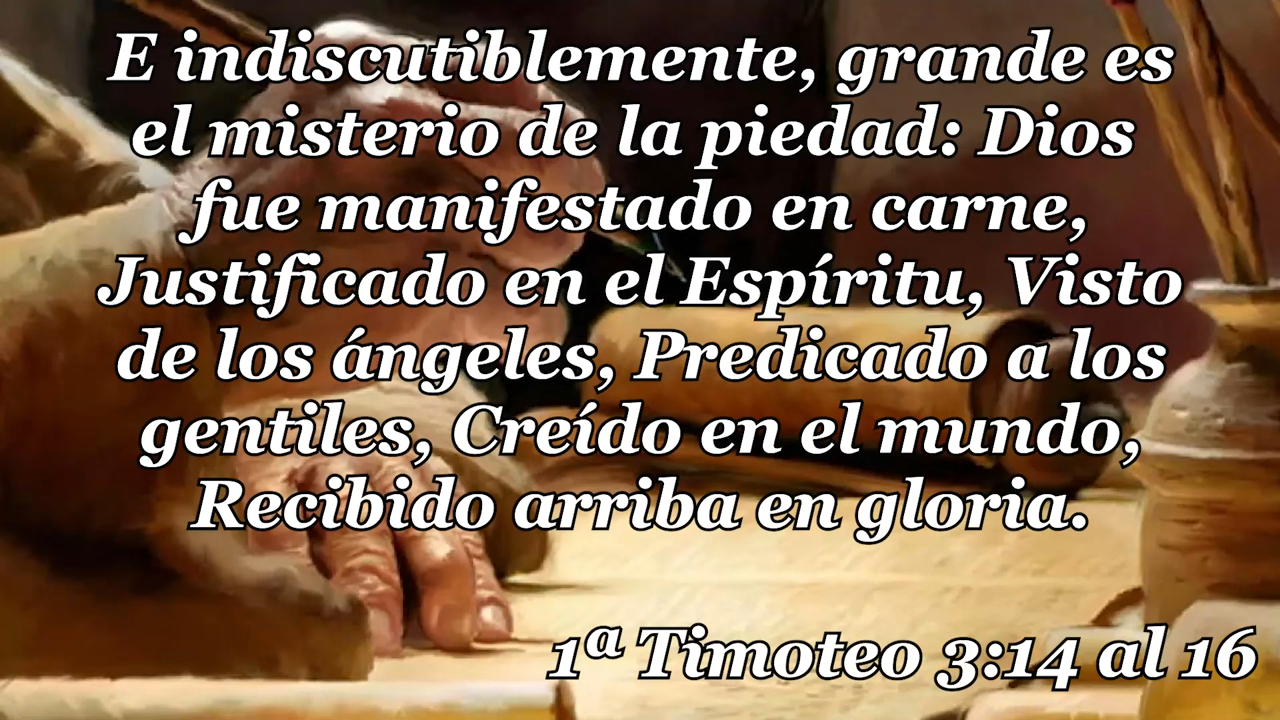 E indiscutiblemente, grande es
el misterio de la piedad: Dios
fue manifestado en carne,
Justificado en el Espíritu, Visto
de los ángeles, Predicado a los
gentiles, Creído en el mundo,
Recibido arriba en gloria.
1ª Timoteo 3:14 al 16